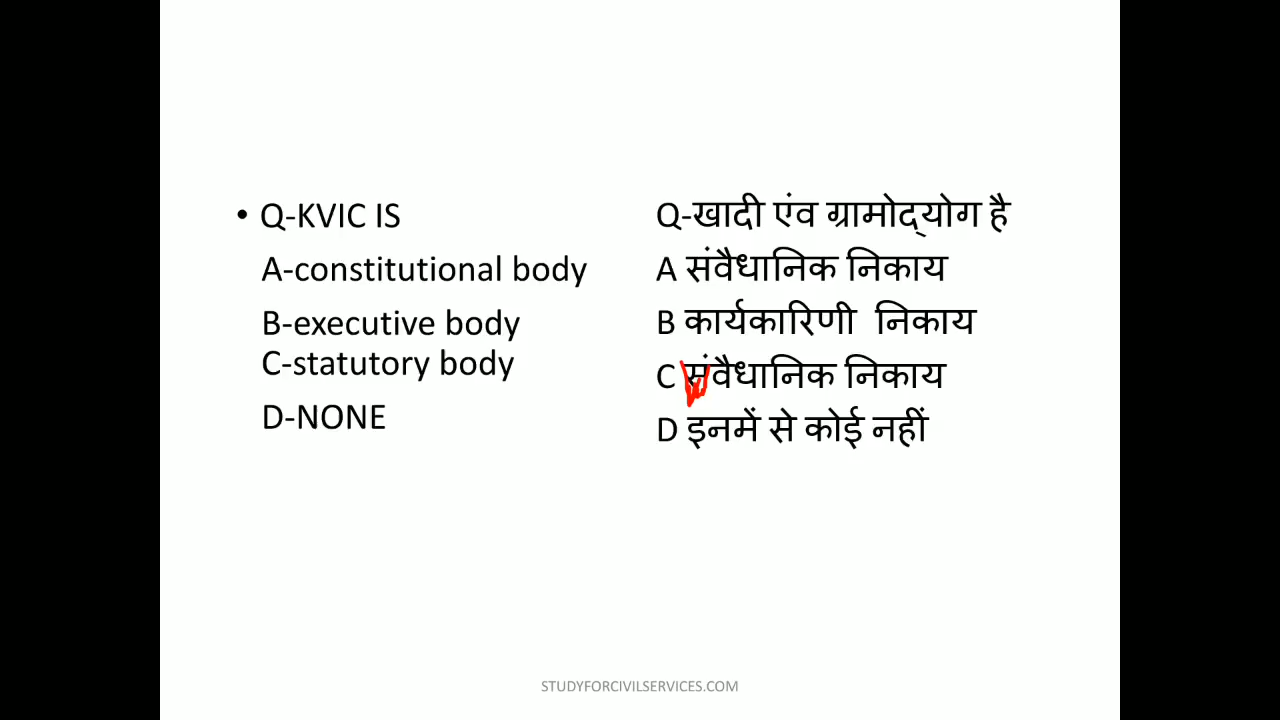 • Q-KVIC IS
A-constitutional body
B-executive body
C-statutory body
D-NONE
Q-खादी एंव ग्रामोद्योग है
A संवैधानिक निकाय
B कार्यकारिणी निकाय
C संवैधानिक निकाय
D इनमें से कोई नहीं
STUDYFORCIVILSERVICES.COM